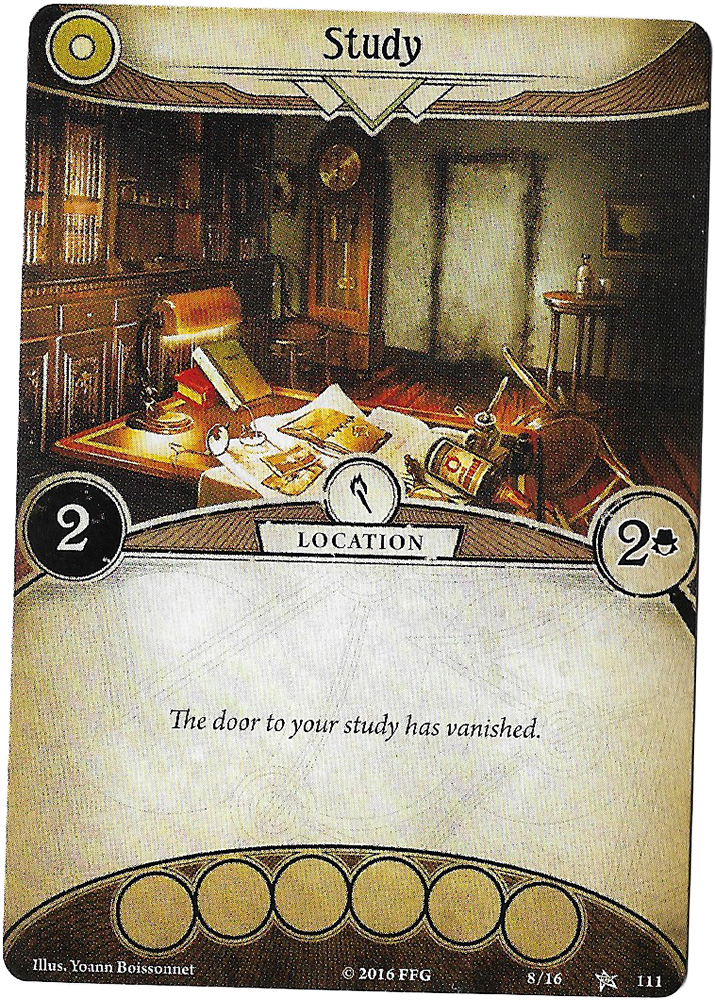 Study
2
LOCATION
2
The door to your study has vanished.
Illus. Yoann Boissonnet
© 2016 FFG
8/16
111